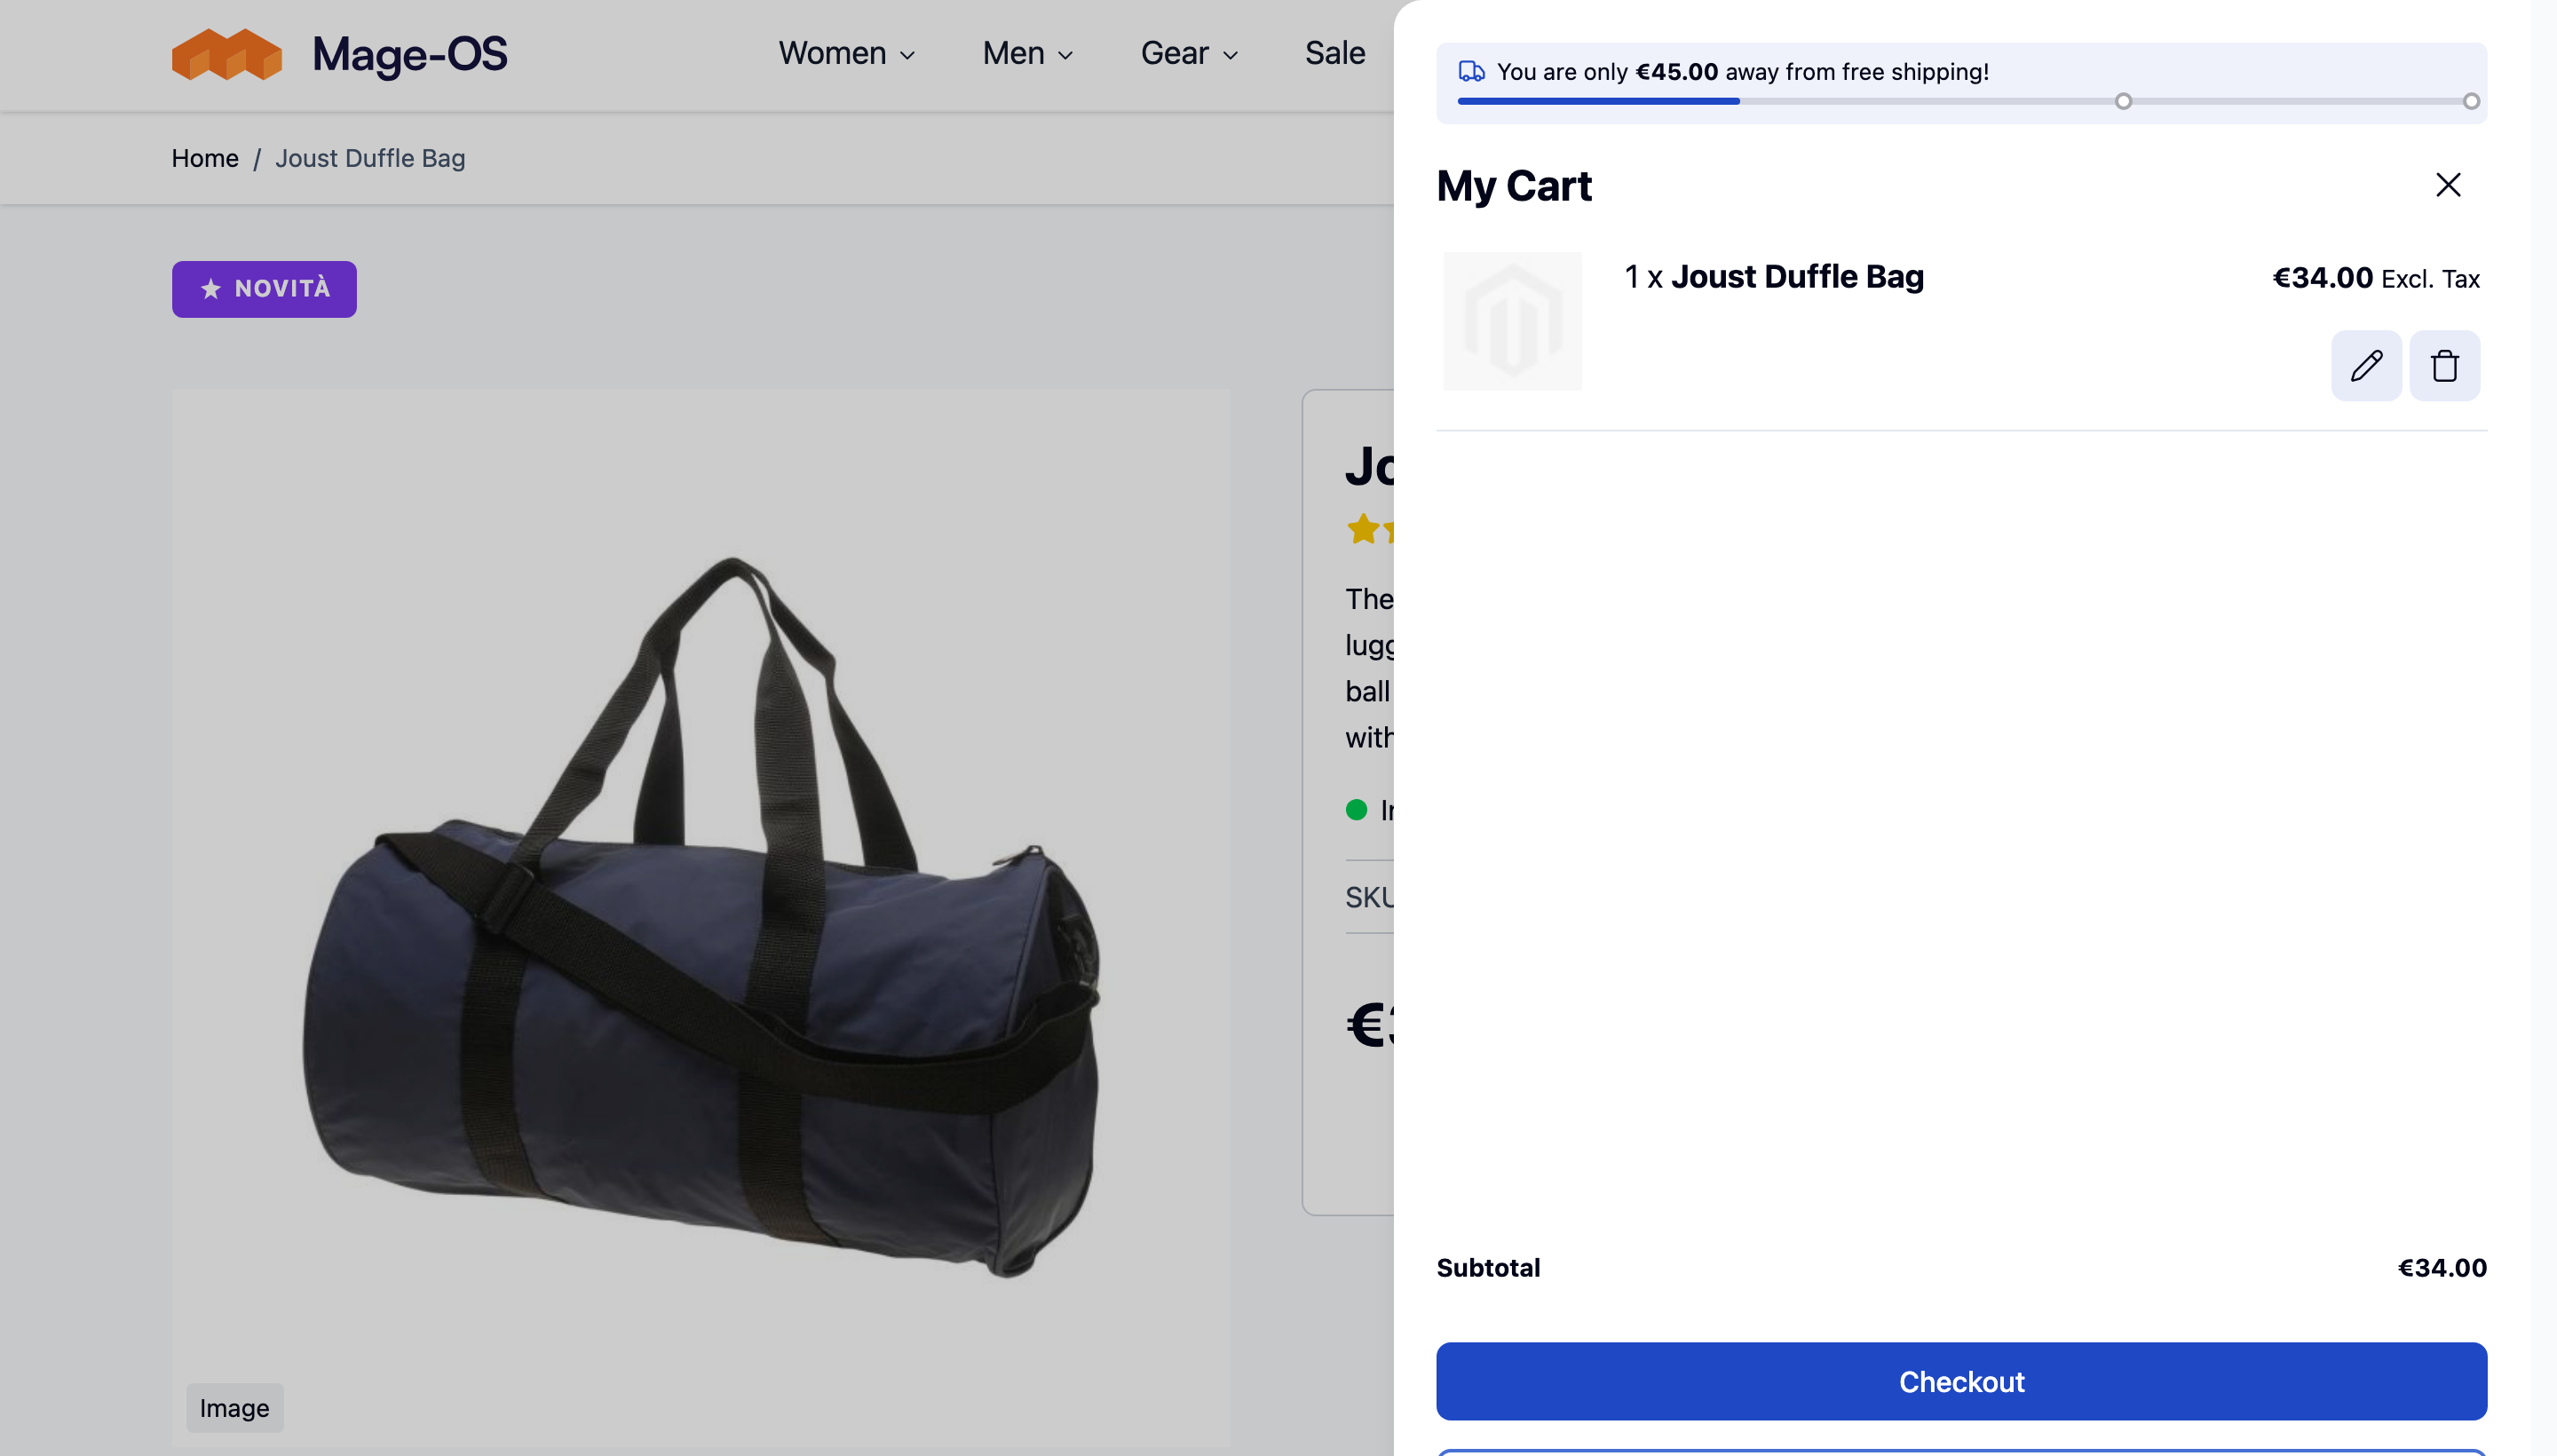 Mage-OS
Women
Men
Gear
Sale
Home / Joust Duffle Bag
NOVITÀ
The
with
SKU
Image
You are only €45.00 away from free shipping!
My Cart
1 x Joust Duffle Bag
€34.00 Excl. Tax
Subtotal
€34.00
Checkout